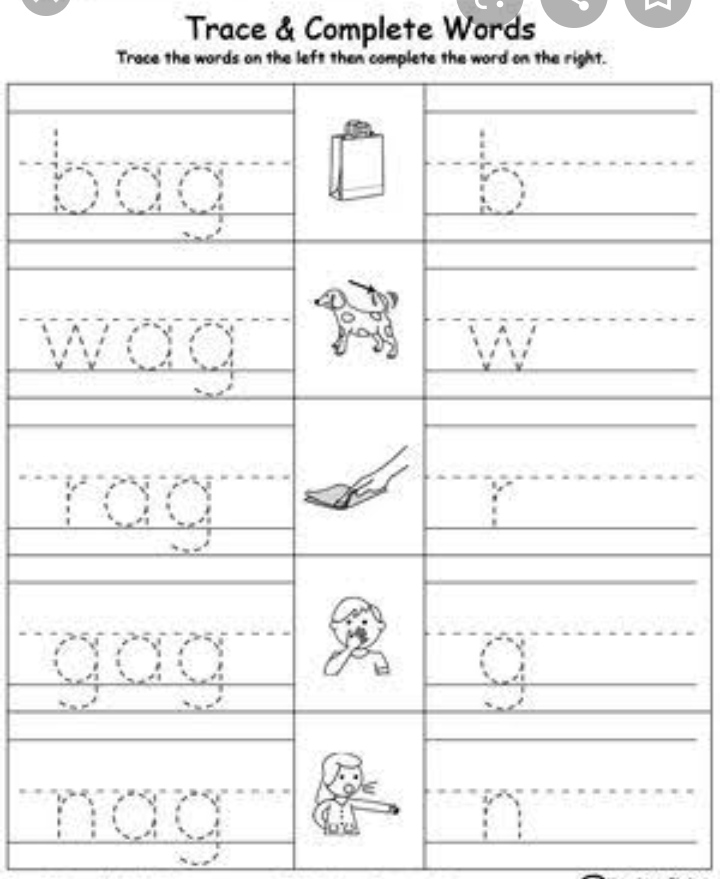 Trace & Complete Words
Trace the words on the left then complete the word on the right.
bag b
wag w
rag r
gag g
nag n